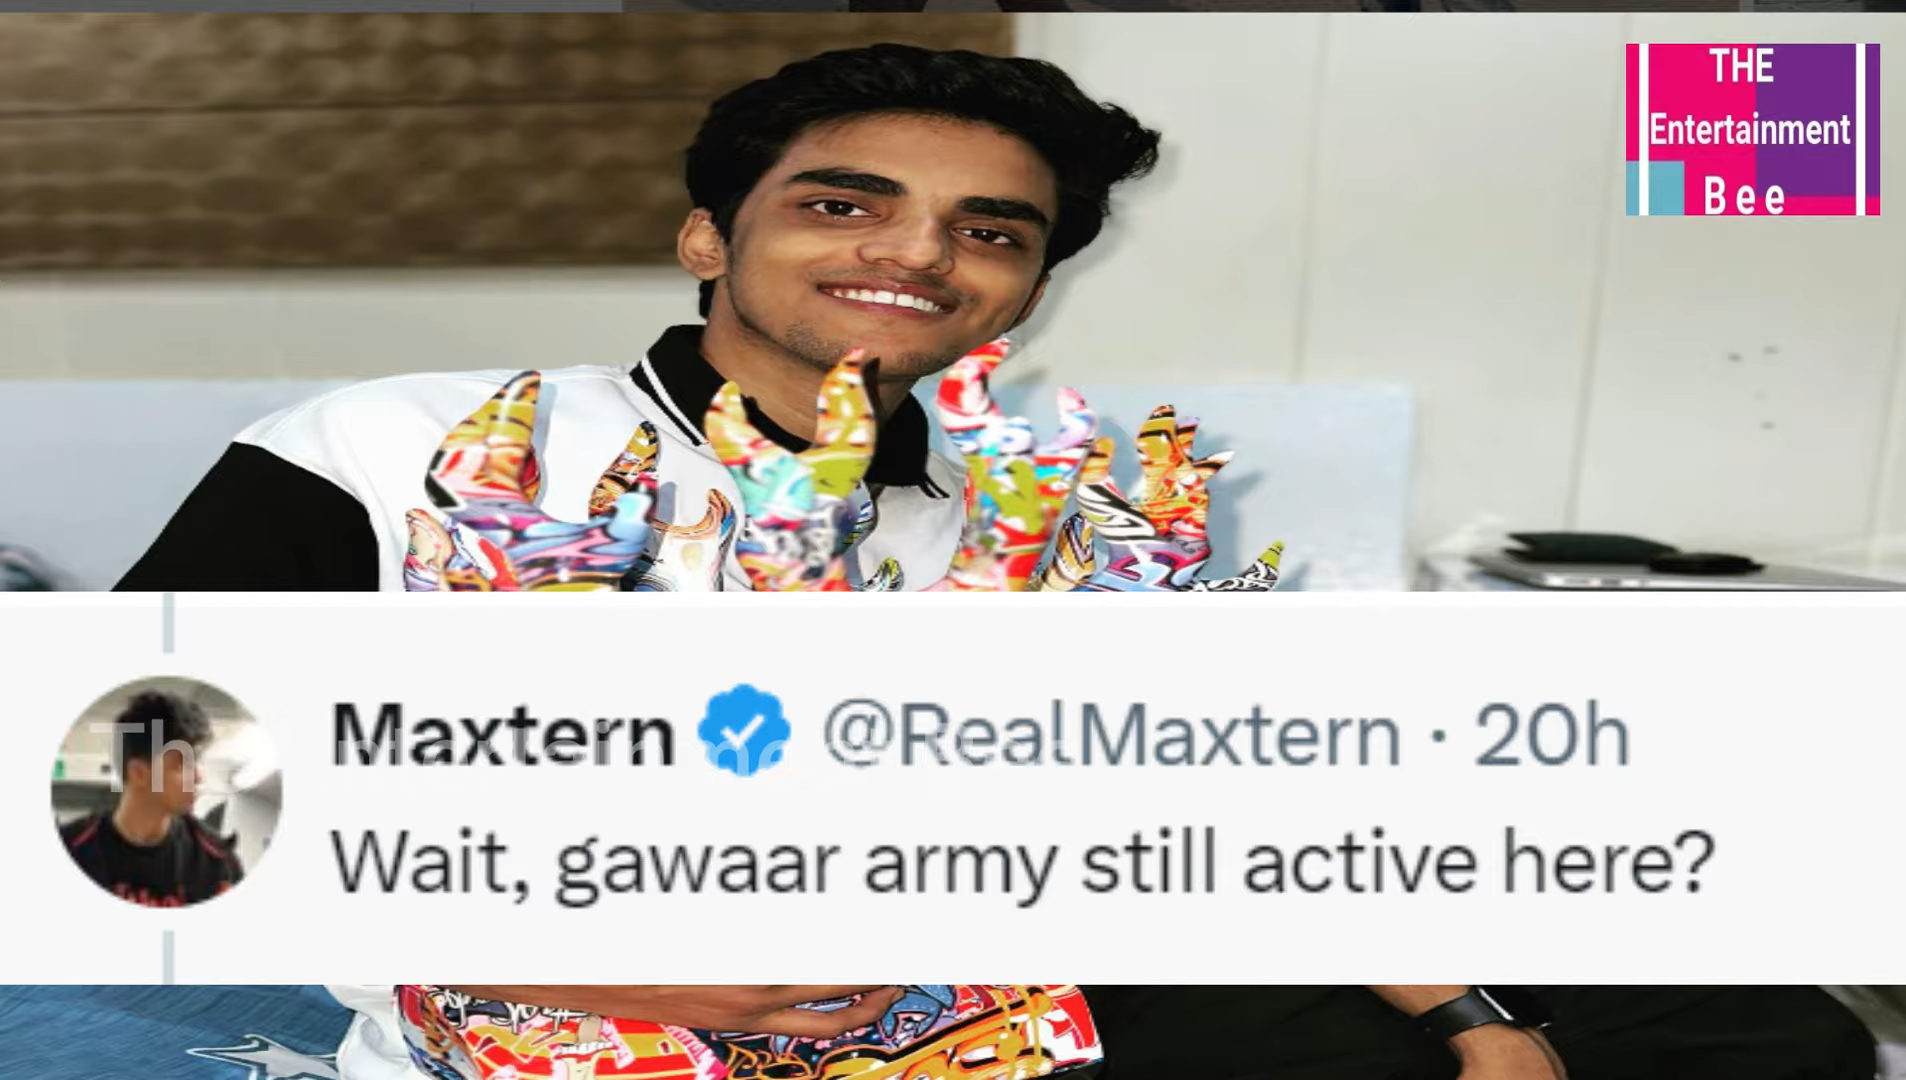 THE
Entertainment
Bee
Maxtern @RealMaxtern · 20h
Wait, gawaar army still active here?